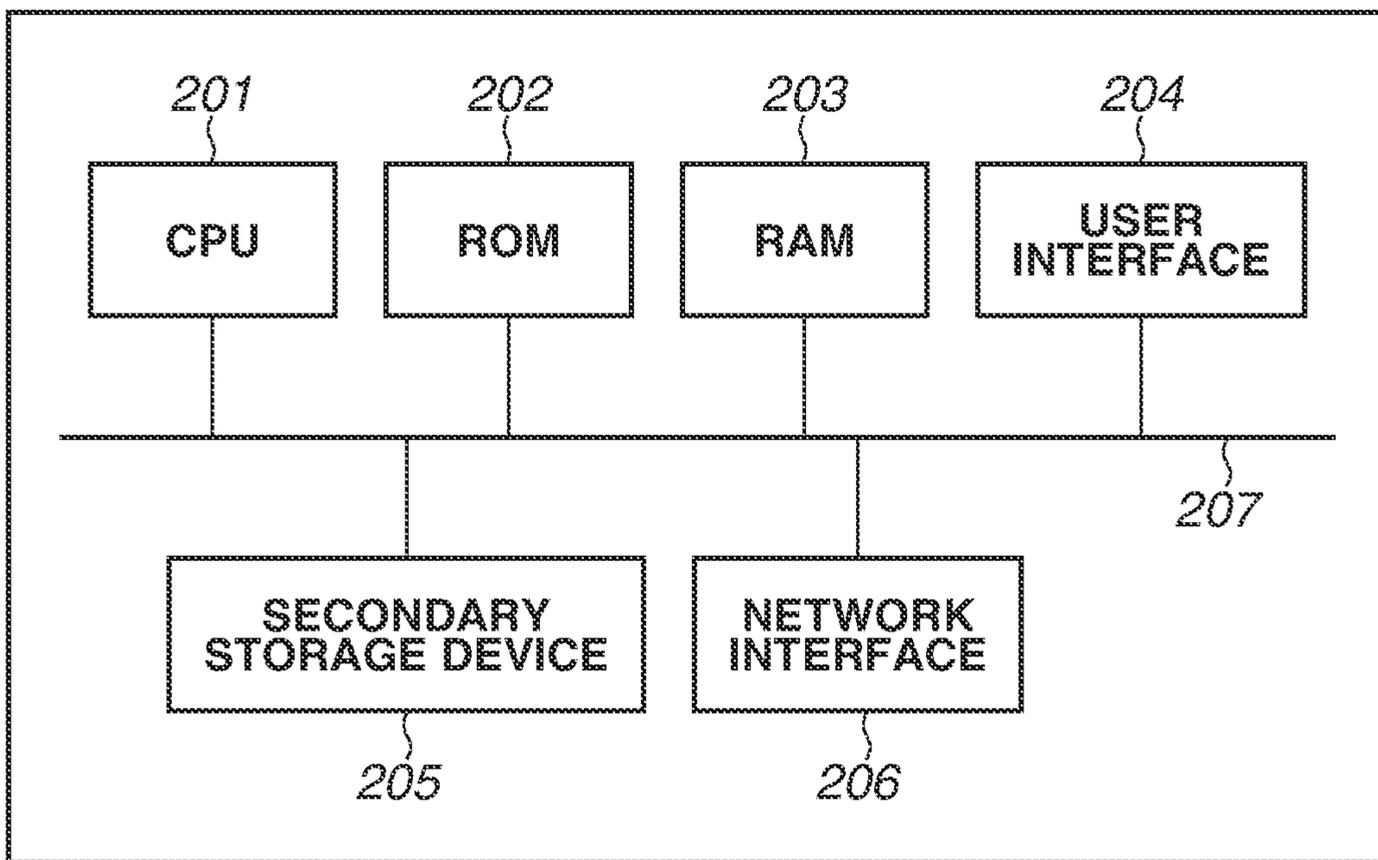 201
202
203
204
CPU
ROM
RAM
USER
INTERFACE
207
SECONDARY
STORAGE DEVICE
NETWORK
INTERFACE
205
206